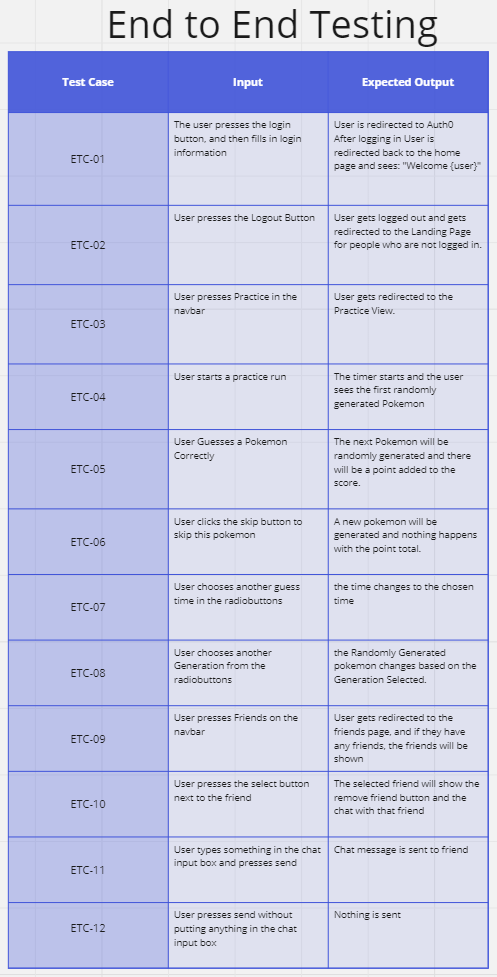 End to End Testing
Test Case
Input
Expected Output
ETC-01
The user presses the login
button, and then fills in login
information
User is redirected to Auth0
After logging in User is
redirected back to the home
page and sees: "Welcome {user}"
ETC-02
User presses the Logout Button
User gets logged out and gets
redirected to the Landing Page
for people who are not logged in.
ETC-03
User presses Practice in the
navbar
User gets redirected to the
Practice View.
ETC-04
User starts a practice run
The timer starts and the user
sees the first randomly
generated Pokemon
ETC-05
User Guesses a Pokemon
Correctly
The next Pokemon will be
randomly generated and there
will be a point added to the
score.
ETC-06
User clicks the skip button to
skip this pokemon
A new pokemon will be
generated and nothing happens
with the point total.
ETC-07
User chooses another guess
time in the radiobuttons
the time changes to the chosen
time
ETC-08
User chooses another
Generation from the
radiobuttons
the Randomly Generated
pokemon changes based on the
Generation Selected.
ETC-09
User presses Friends on the
navbar
User gets redirected to the
friends page, and if they have
any friends, the friends will be
shown
ETC-10
User presses the select button
next to the friend
The selected friend will show the
remove friend button and the
chat with that friend
ETC-11
User types something in the chat
input box and presses send
Chat message is sent to friend
ETC-12
User presses send without
putting anything in the chat
input box
Nothing is sent